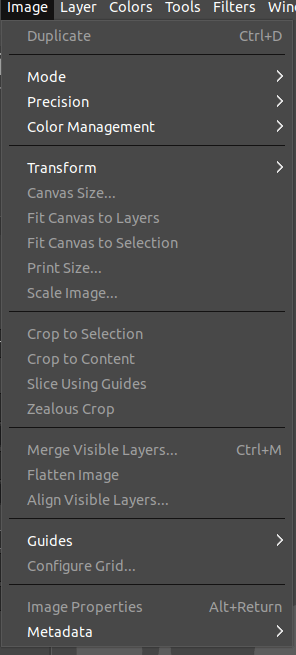 Image Layer Colors Tools Filters
Duplicate Ctrl+D
Mode
Precision
Color Management
Transform
Canvas Size...
Fit Canvas to Layers
Fit Canvas to Selection
Print Size...
Scale Image...
Crop to Selection
Crop to Content
Slice Using Guides
Zealous Crop
Merge Visible Layers... Ctrl+M
Flatten Image
Align Visible Layers...
Guides
Configure Grid...
Image Properties Alt+Return
Metadata